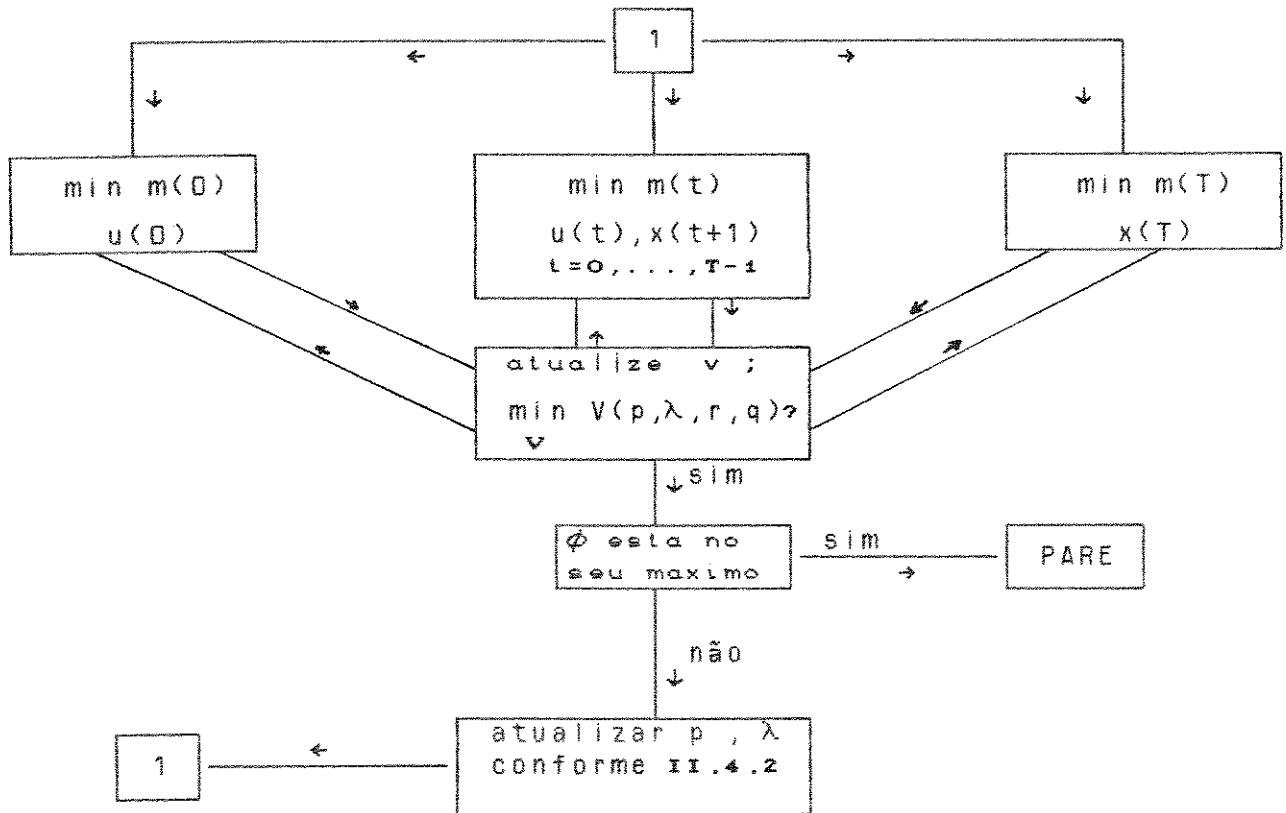 1
min m(0)
u(0)
min m(t)
u(t),x(t+1)
t=0,...,T-1
min m(T)
x(T)
atualize v ;
min V(p,λ,r,q)?
v
sim
φ esta no
seu maximo
sim
PARE
não
atualizar p , λ
conforme II.4.2
1